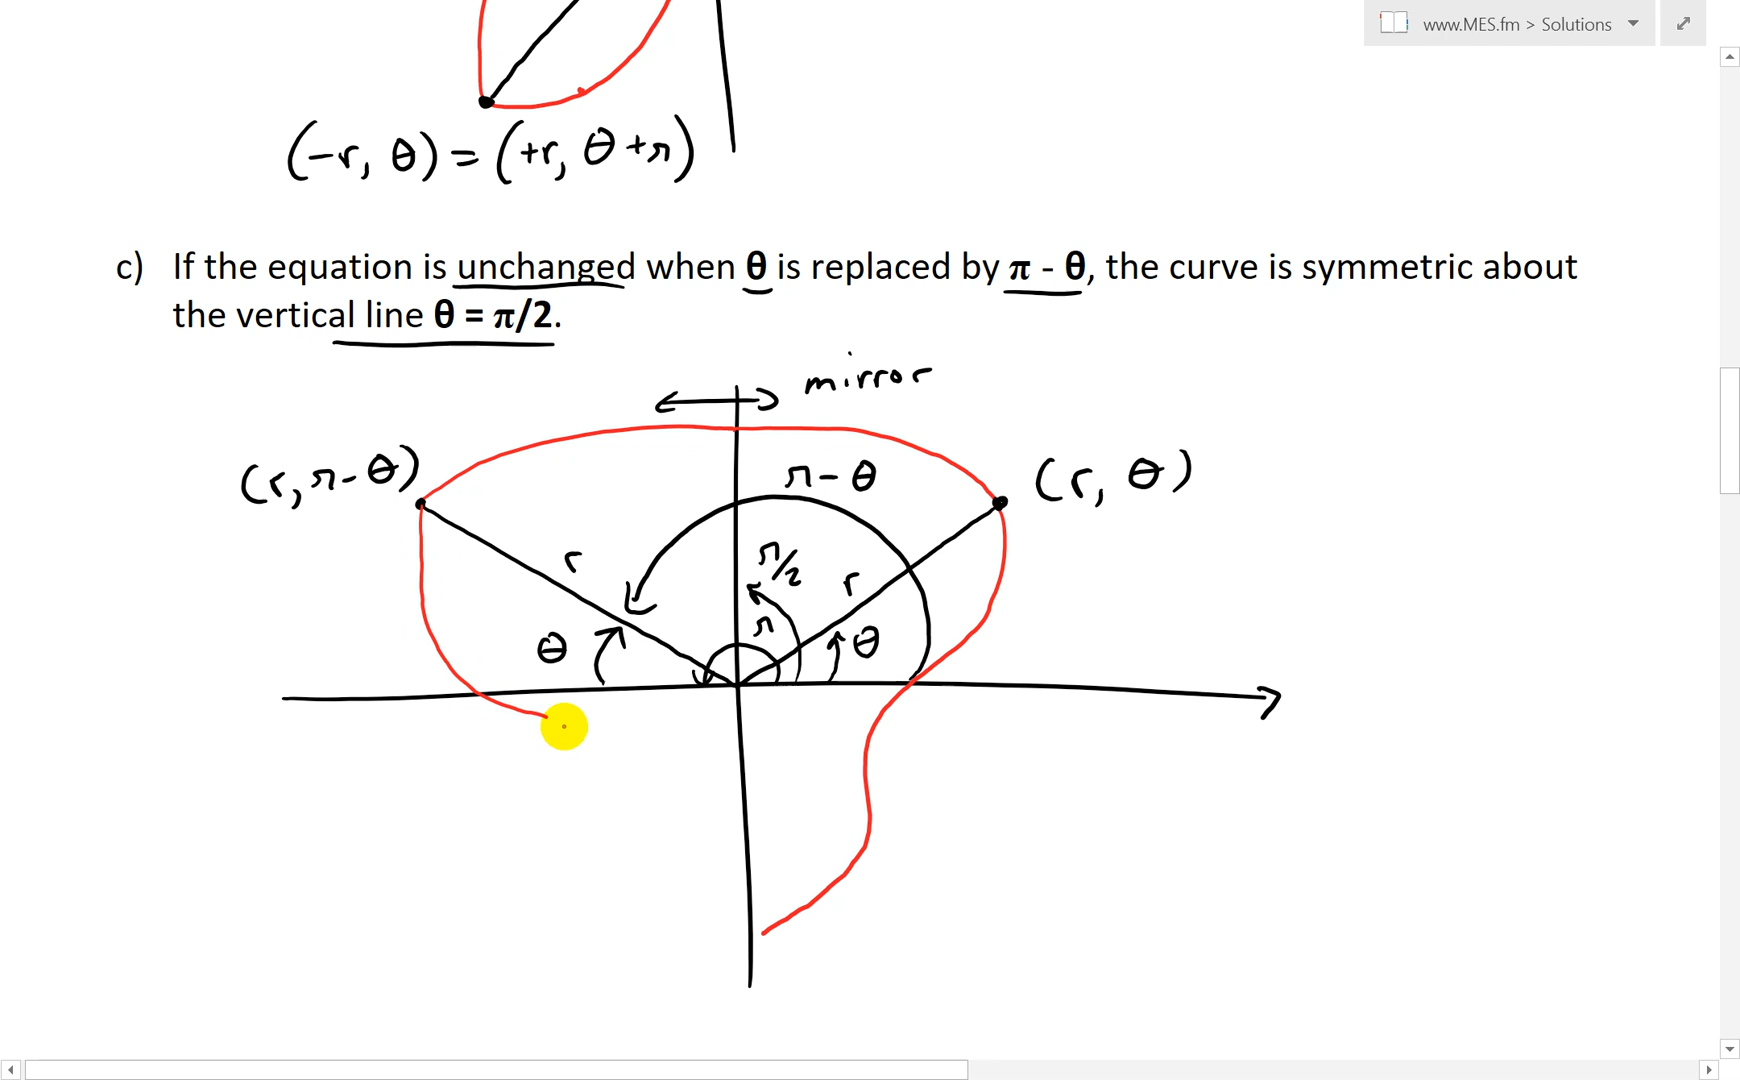 www.MES.fm > Solutions
(-r, θ) = (+r, θ+π)
c) If the equation is unchanged when θ is replaced by π - θ, the curve is symmetric about
the vertical line θ = π/2.
mirror
(r, π-θ)
π-θ
(r, θ)
r
π/2
r
θ
π
θ